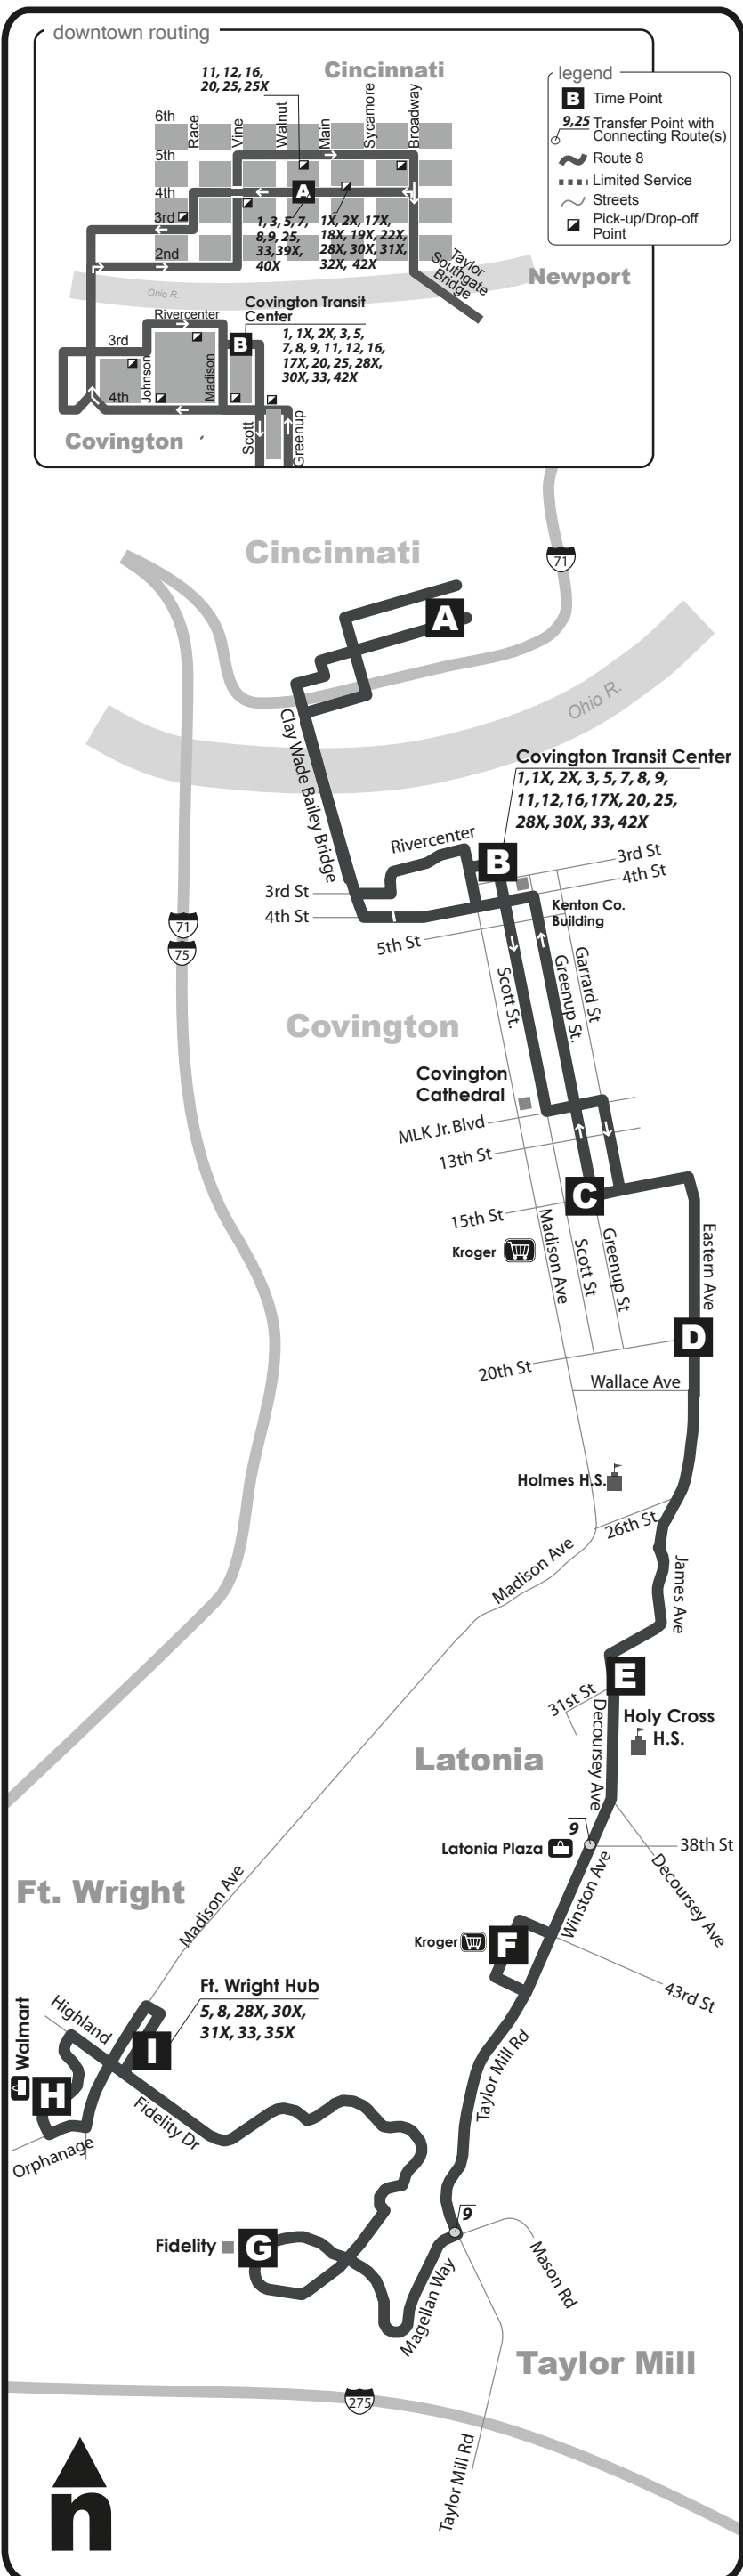 downtown routing
11, 12, 16,
20, 25, 25X
Cincinnati
6th
5th
4th
3rd
2nd
Race
Vine
Walnut
Main
Sycamore
Broadway
A
1, 3, 5, 7,
8,9, 25,
33,39X,
40X
1X, 2X, 17X,
18X, 19X, 22X,
28X, 30X, 31X,
32X, 42X
Taylor
Southgate
Bridge
Newport
Ohio R.
Rivercenter
Covington Transit
Center
1, 1X, 2X, 3, 5,
7, 8, 9, 11, 12, 16,
17X, 20, 25, 28X,
30X, 33, 42X
B
3rd
4th
Johnson
Madison
Scott
Greenup
Covington
legend
B Time Point
9,25 Transfer Point with
Connecting Route(s)
Route 8
Limited Service
Streets
Pick-up/Drop-off
Point
Cincinnati
71
A
Ohio R.
Clay Wade Bailey Bridge
Covington Transit Center
1,1X, 2X, 3, 5, 7, 8, 9,
11,12,16,17X, 20, 25,
28X, 30X, 33, 42X
Rivercenter
B
3rd St
4th St
3rd St
4th St
Kenton Co.
Building
5th St
71
75
Scott St.
Greenup St.
Garrard St
Covington
Covington
Cathedral
MLK Jr. Blvd
13th St
C
15th St
Kroger
Madison Ave
Scott St
Greenup St
Eastern Ave
D
20th St
Wallace Ave
Holmes H.S.
26th St
Madison Ave
James Ave
E
31st St
Decoursey Ave
Holy Cross
H.S.
Latonia
9
Latonia Plaza
38th St
Winston Ave
Decoursey Ave
Ft. Wright
Madison Ave
Kroger
F
43rd St
Ft. Wright Hub
5, 8, 28X, 30X,
31X, 33, 35X
Highland
Walmart
I
H
Orphanage
Fidelity Dr
Taylor Mill Rd
9
Fidelity
G
Mason Rd
Magellan Way
Taylor Mill
275
Taylor Mill Rd
n